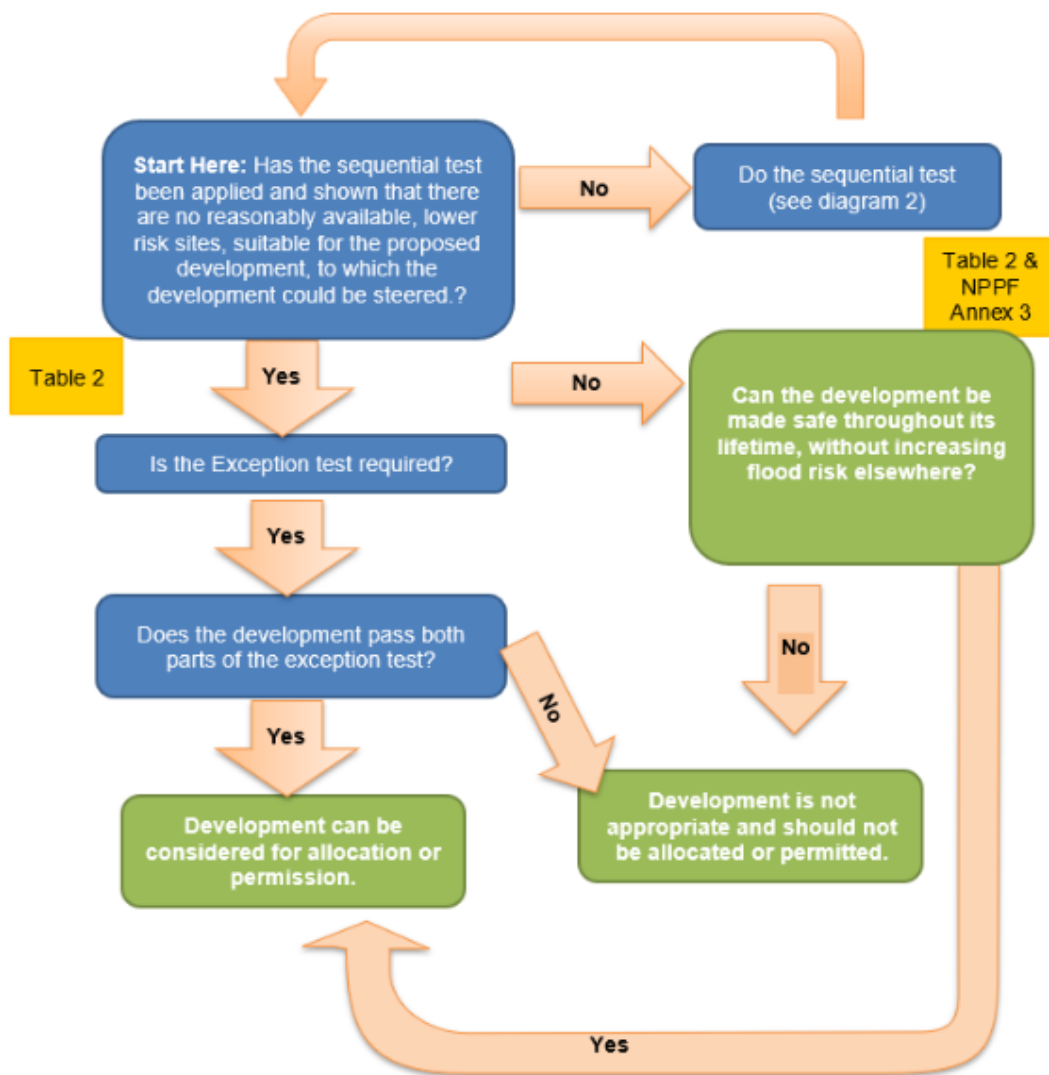 Start Here: Has the sequential test
been applied and shown that there
are no reasonably available, lower
risk sites, suitable for the proposed
development, to which the
development could be steered.?
No
Do the sequential test
(see diagram 2)
Table 2 &
NPPF
Annex 3
Table 2
Yes
No
Can the development be
made safe throughout its
lifetime, without increasing
flood risk elsewhere?
Is the Exception test required?
Yes
Does the development pass both
parts of the exception test?
No
No
Yes
Development can be
considered for allocation or
permission.
Development is not
appropriate and should not
be allocated or permitted.
Yes